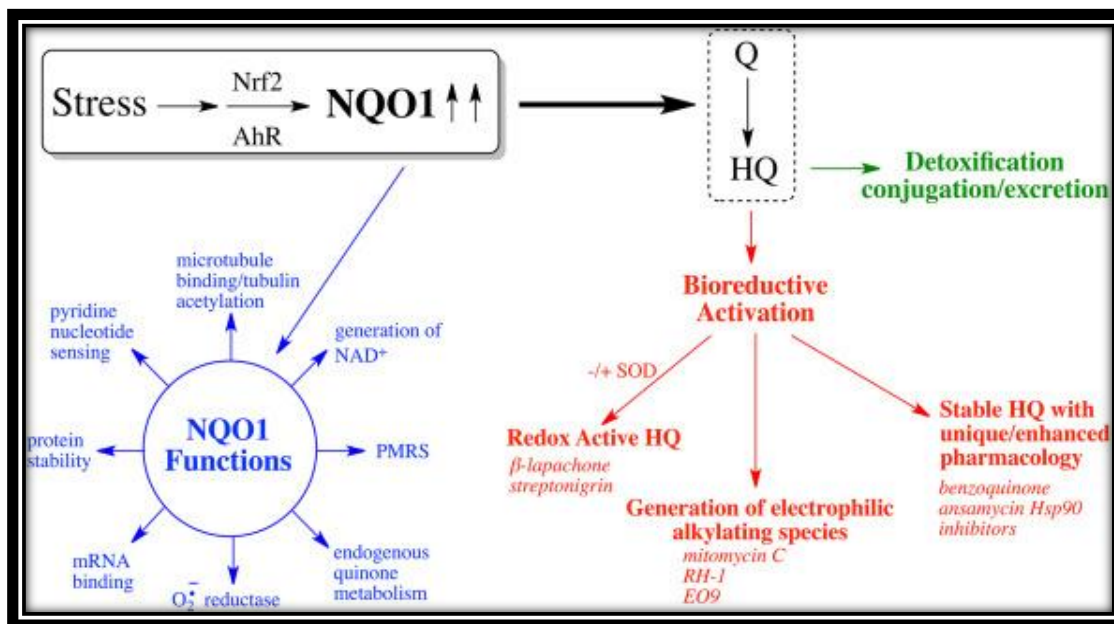 Stress
Nrf2
AhR
NQO1
Q
HQ
Detoxification
conjugation/excretion
Bioreductive
Activation
-/+ SOD
Redox Active HQ
β-lapachone
streptonigrin
Generation of electrophilic
alkylating species
mitomycin C
RH-1
EO9
Stable HQ with
unique/enhanced
pharmacology
benzoquinone
ansamycin Hsp90
inhibitors
NQO1
Functions
microtubule
binding/tubulin
acetylation
generation of
NAD⁺
PMRS
endogenous
quinone
metabolism
O₂•⁻ reductase
mRNA
binding
protein
stability
pyridine
nucleotide
sensing